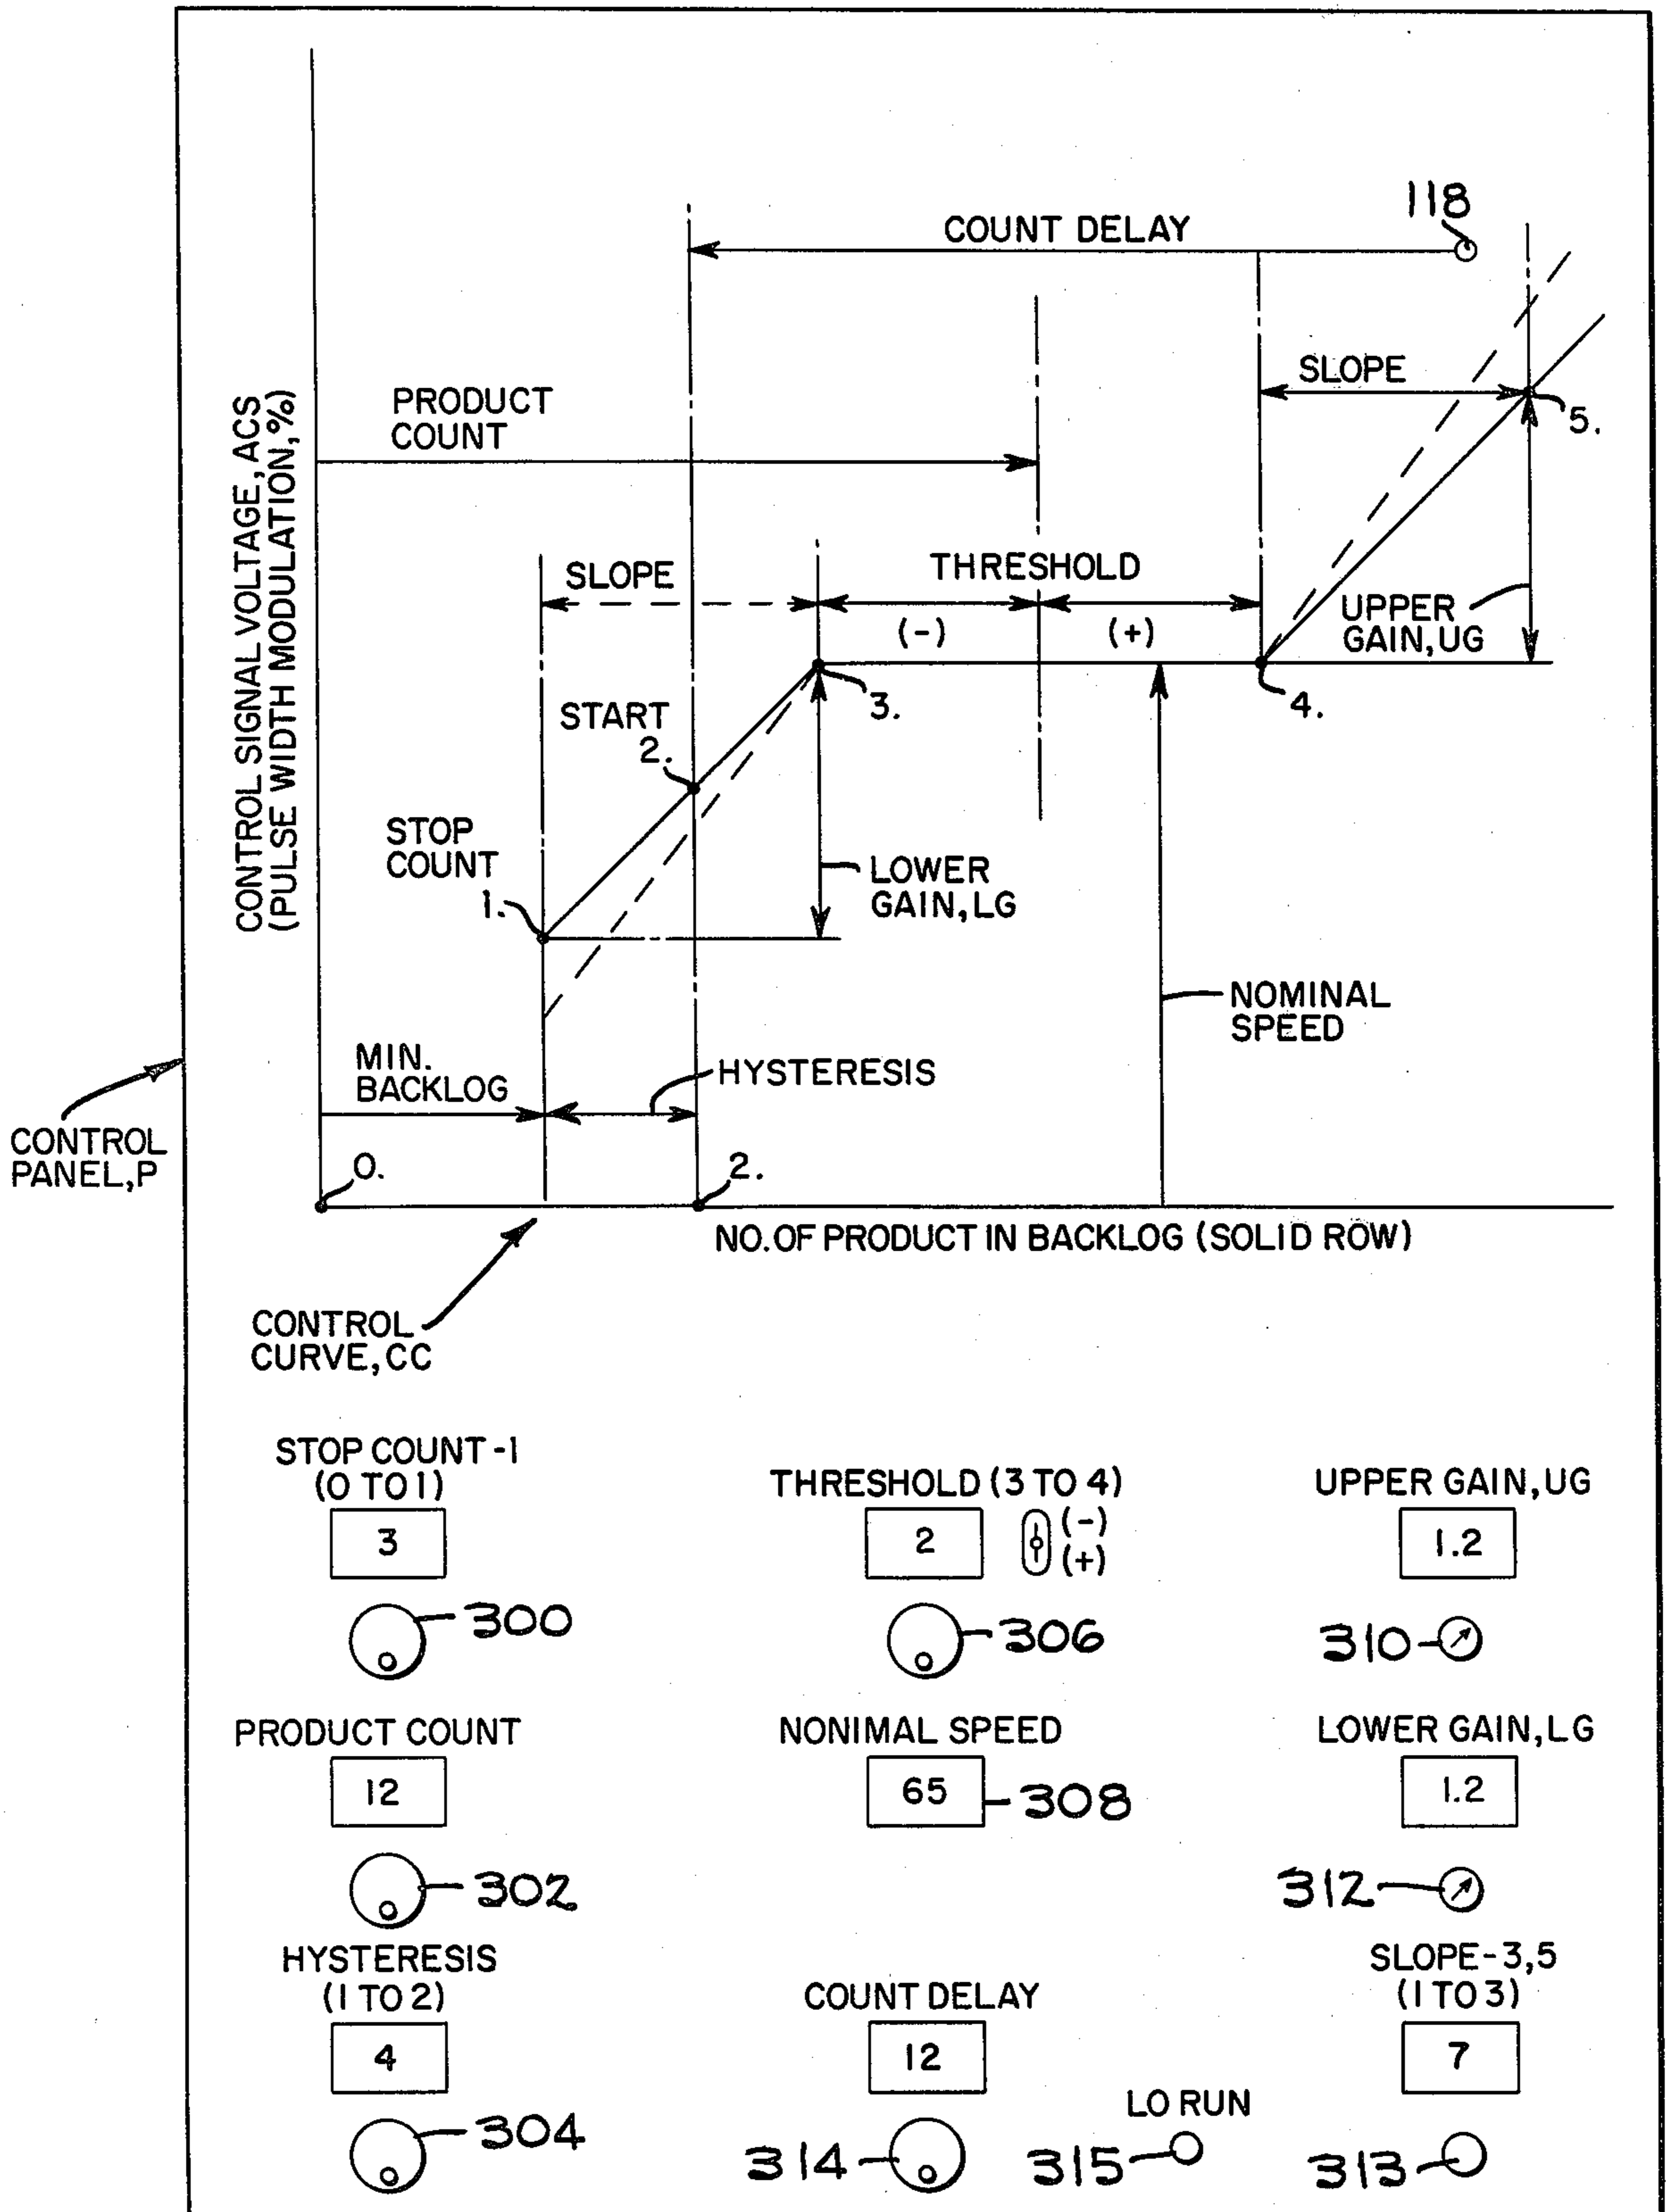 118
COUNT DELAY
SLOPE
5.
PRODUCT
COUNT
CONTROL SIGNAL VOLTAGE, ACS
(PULSE WIDTH MODULATION, %)
SLOPE
THRESHOLD
(-)
(+)
UPPER
GAIN, UG
3.
4.
START
2.
STOP
COUNT
1.
LOWER
GAIN, LG
NOMINAL
SPEED
MIN.
BACKLOG
HYSTERESIS
CONTROL
PANEL, P
0.
2.
NO. OF PRODUCT IN BACKLOG (SOLID ROW)
CONTROL
CURVE, CC
STOP COUNT -1
(0 TO 1)
3
300
THRESHOLD (3 TO 4)
2
(-)
(+)
306
UPPER GAIN, UG
1.2
310
PRODUCT COUNT
12
302
NONIMAL SPEED
65
308
LOWER GAIN, LG
1.2
312
HYSTERESIS
(1 TO 2)
4
304
COUNT DELAY
12
314
LO RUN
315
SLOPE-3,5
(1 TO 3)
7
313